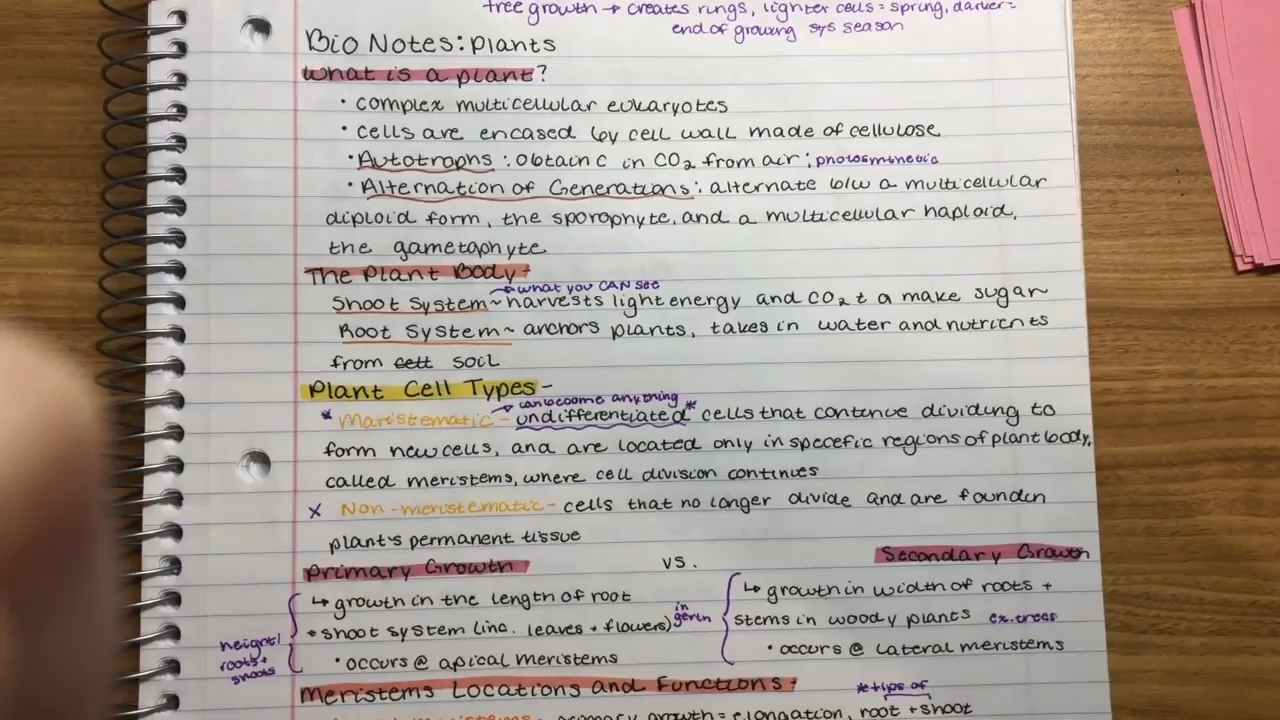 tree growth → creates rings, lighter cells = spring, darker =
end of growing sys season
Bio Notes: Plants
What is a plant?
• complex multicellular eukaryotes
• cells are encased by cell wall made of cellulose
• Autotrophs: obtain C in CO2 from air; photosynthetic
• Alternation of Generations: alternate b/w a multicellular
diploid form, the sporophyte, and a multicellular haploid,
the gametophyte
The Plant Body-
→ what you CAN see
Shoot System ~ harvests light energy and CO2 t a make sugar
Root System ~ anchors plants, takes in water and nutrients
from cell soil
Plant Cell Types -
→ can become anything
* Maristematic - undifferentiated * cells that contince dividing to
form new cells, and are located only in specefic regions of plant body,
called meristems, where cell division continues
x Non-meristematic - cells that no longer divide and are found in
plant's permanent tissue
Primary Growth vs. Secondary Growth
↳ growth in the length of root
• shoot system (inc. leaves + flowers)
• occurs @ apical meristems
height/
roots +
shoots
in
gerth
↳ growth in width of roots +
stems in woody plants ex. trees
• occurs @ lateral meristems
Meristems Locations and Functions -
* tips of
primary growth = elongation, root + shoot